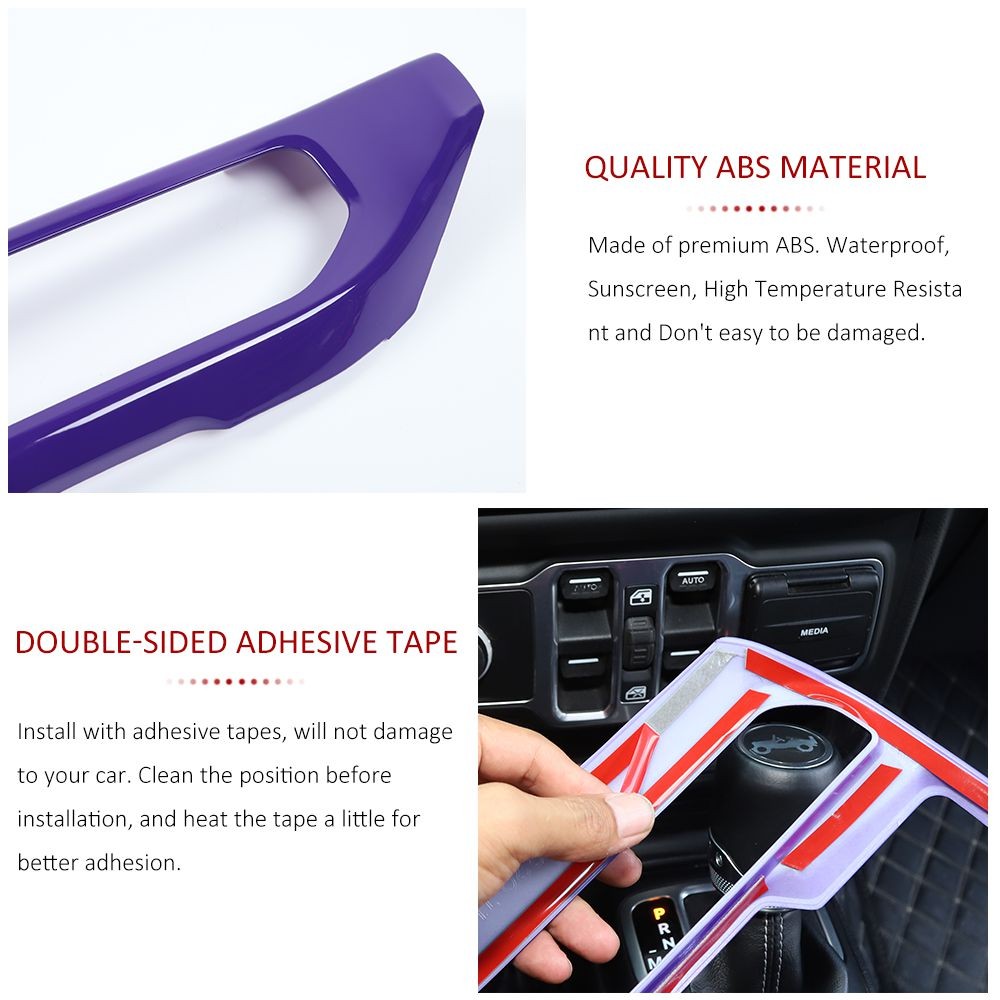 QUALITY ABS MATERIAL
Made of premium ABS. Waterproof,
Sunscreen, High Temperature Resista
nt and Don't easy to be damaged.
DOUBLE-SIDED ADHESIVE TAPE
Install with adhesive tapes, will not damage
to your car. Clean the position before
installation, and heat the tape a little for
better adhesion.
AUTO
AUTO
MEDIA
P
R
N
M